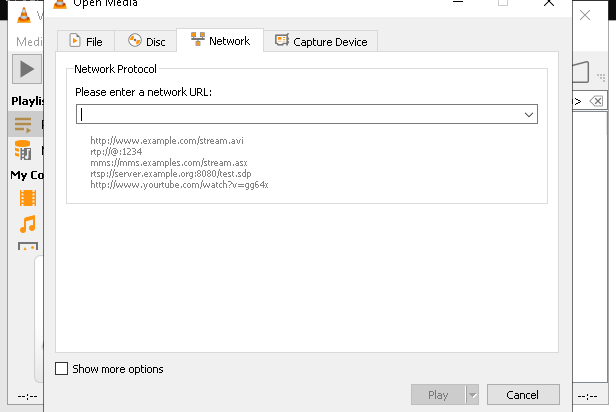 Open Media
File
Disc
Network
Capture Device
Network Protocol
Please enter a network URL:
http://www.example.com/stream.avi
rtp://@:1234
mms://mms.examples.com/stream.asx
rtsp://server.example.org:8080/test.sdp
http://www.yourtube.com/watch?v=gg64x
Show more options
Play
Cancel
Medi
Playlis
My Co
--:--
--:--